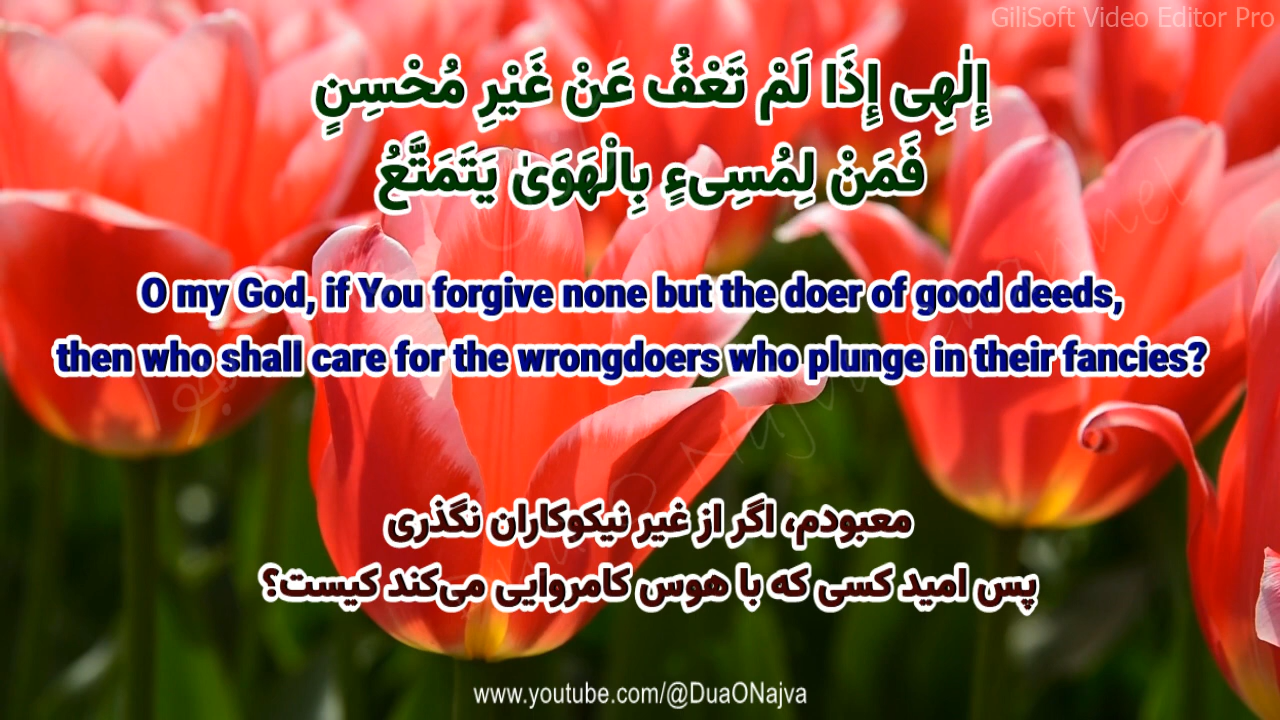 GiliSoft Video Editor Pro
إِلٰهِی إِذَا لَمْ تَعْفُ عَنْ غَيْرِ مُحْسِنٍ
فَمَنْ لِمُسِیءٍ بِالْهَوَىٰ يَتَمَتَّعُ
O my God, if You forgive none but the doer of good deeds,
then who shall care for the wrongdoers who plunge in their fancies?
معبودم، اگر از غیر نیکوکاران نگذری
پس امید کسی که با هوس کامروایی می‌کند کیست؟
www.youtube.com/@DuaONajva